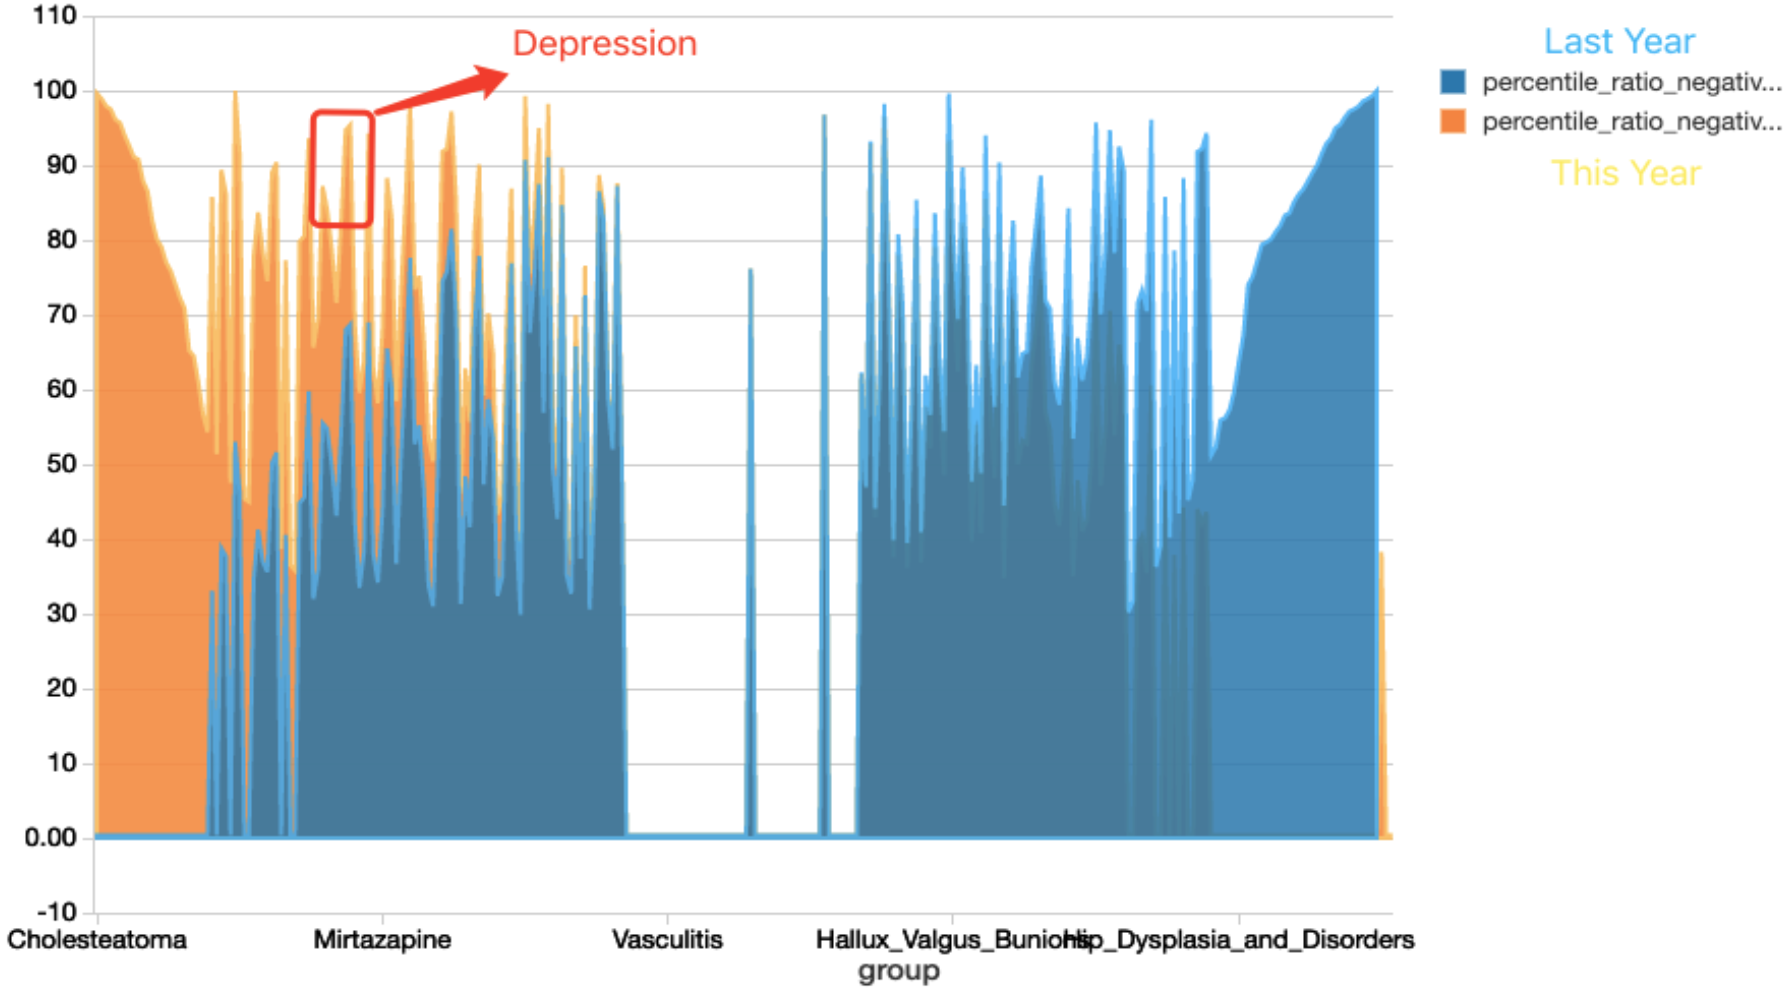 110
Depression
Last Year
percentile_ratio_negativ...
percentile_ratio_negativ...
This Year
100
90
80
70
60
50
40
30
20
10
0.00
-10
Cholesteatoma
Mirtazapine
Vasculitis
Hallux_Valgus_Bunions
Hip_Dysplasia_and_Disorders
group